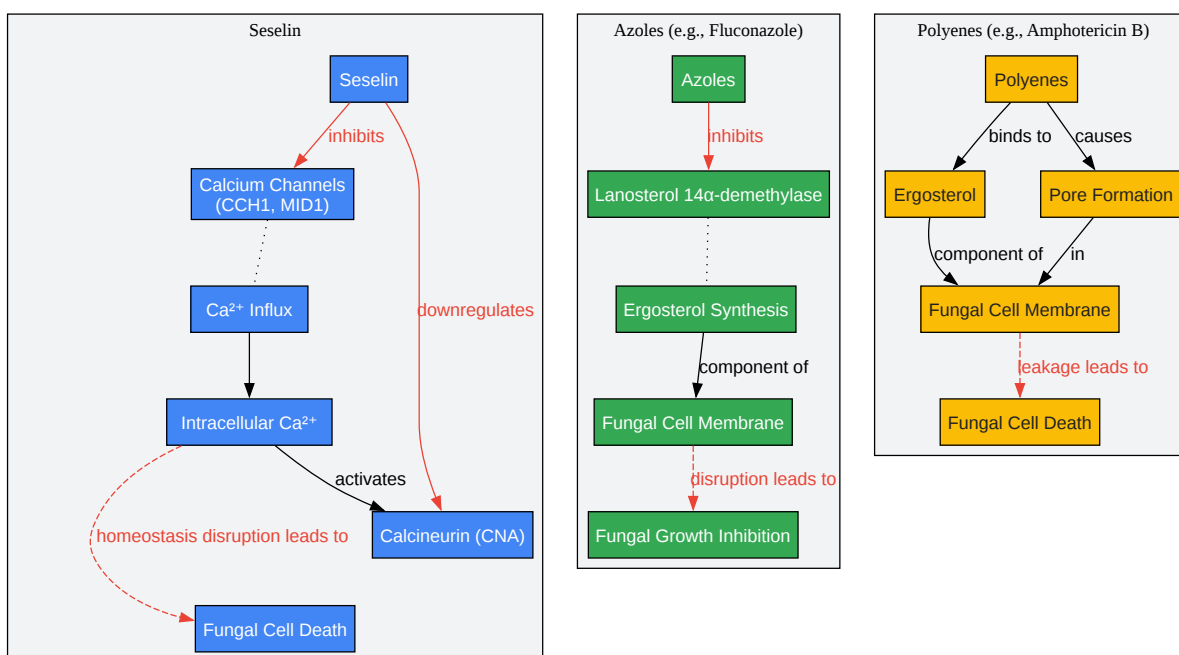 Seselin
Seselin
inhibits
Calcium Channels
(CCH1, MID1)
Ca²⁺ Influx
downregulates
Intracellular Ca²⁺
activates
homeostasis disruption leads to
Calcineurin (CNA)
Fungal Cell Death
Azoles (e.g., Fluconazole)
Azoles
inhibits
Lanosterol 14α-demethylase
Ergosterol Synthesis
component of
Fungal Cell Membrane
disruption leads to
Fungal Growth Inhibition
Polyenes (e.g., Amphotericin B)
Polyenes
binds to
causes
Ergosterol
Pore Formation
component of
in
Fungal Cell Membrane
leakage leads to
Fungal Cell Death